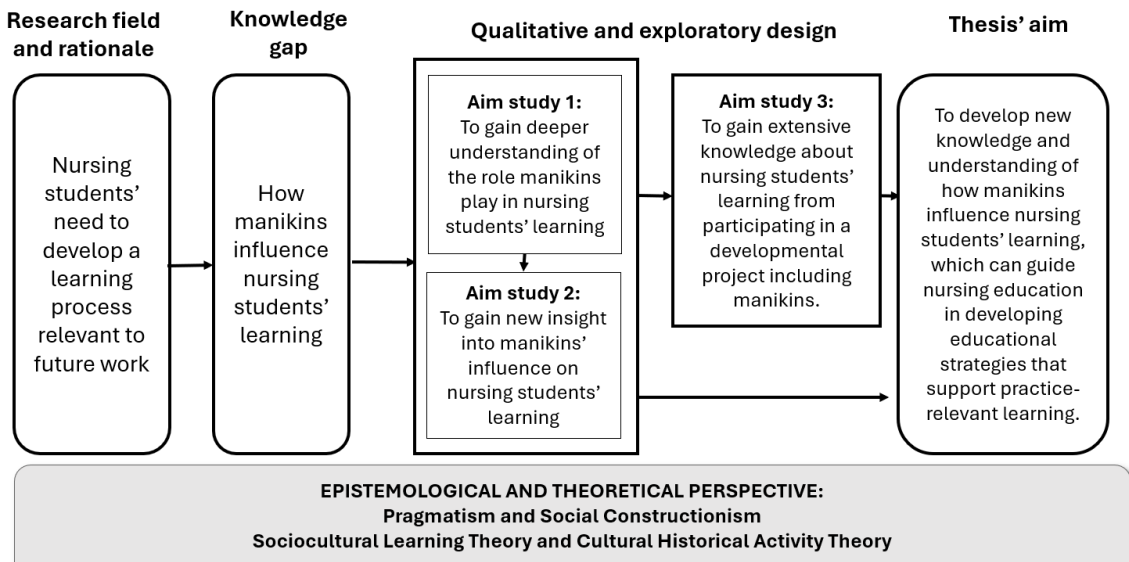 Research field
and rationale
Knowledge
gap
Qualitative and exploratory design
Thesis’ aim
Nursing
students’
need to
develop a
learning
process
relevant to
future work
How
manikins
influence
nursing
students’
learning
Aim study 1:
To gain deeper
understanding of
the role manikins
play in nursing
students’ learning
Aim study 2:
To gain new insight
into manikins’
influence on
nursing students’
learning
Aim study 3:
To gain extensive
knowledge about
nursing students’
learning from
participating in a
developmental
project including
manikins.
To develop new
knowledge and
understanding of
how manikins
influence nursing
students’ learning,
which can guide
nursing education
in developing
educational
strategies that
support practice-
relevant learning.
EPISTEMOLOGICAL AND THEORETICAL PERSPECTIVE:
Pragmatism and Social Constructionism
Sociocultural Learning Theory and Cultural Historical Activity Theory